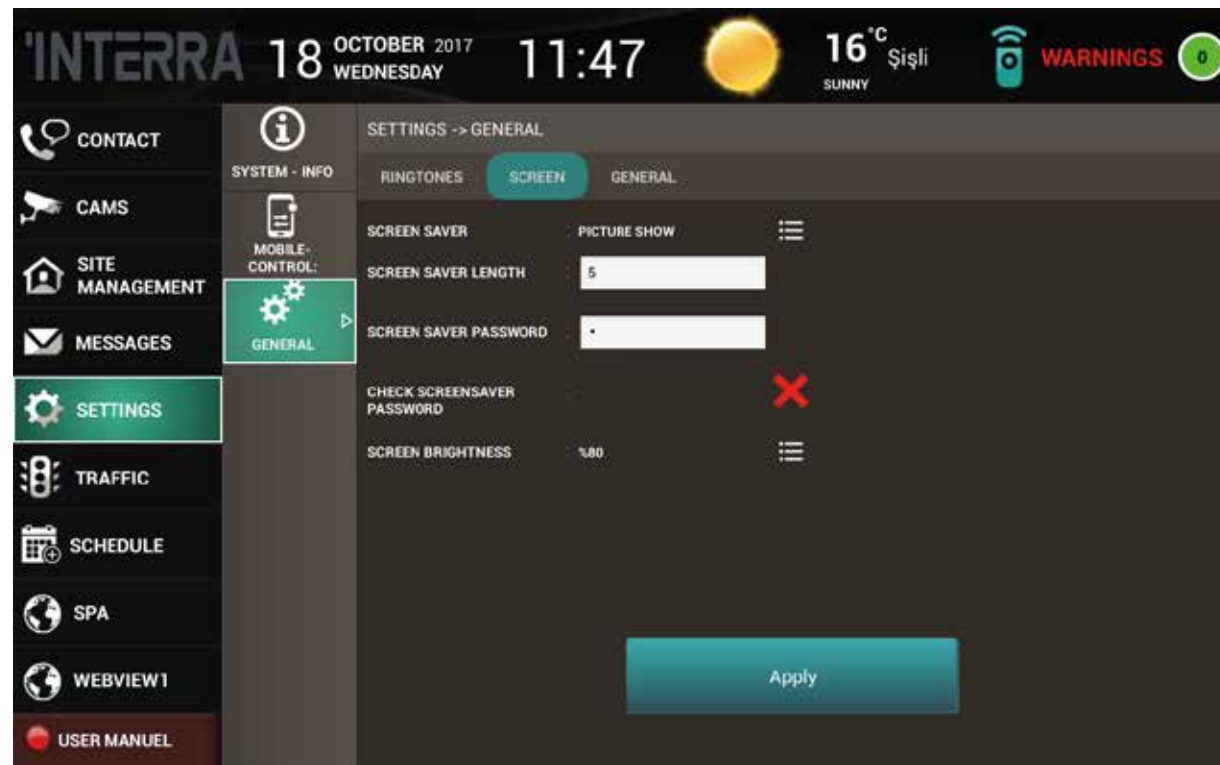 INTERRA
18 OCTOBER 2017
WEDNESDAY
11:47
16°C Şişli
SUNNY
WARNINGS 0
CONTACT
CAMS
SITE
MANAGEMENT
MESSAGES
SETTINGS
TRAFFIC
SCHEDULE
SPA
WEBVIEW1
USER MANUEL
SYSTEM - INFO
MOBILE-
CONTROL:
GENERAL
SETTINGS -> GENERAL
RINGTONES SCREEN GENERAL
SCREEN SAVER : PICTURE SHOW
SCREEN SAVER LENGTH : 5
SCREEN SAVER PASSWORD : •
CHECK SCREENSAVER :
PASSWORD
SCREEN BRIGHTNESS : %80
Apply